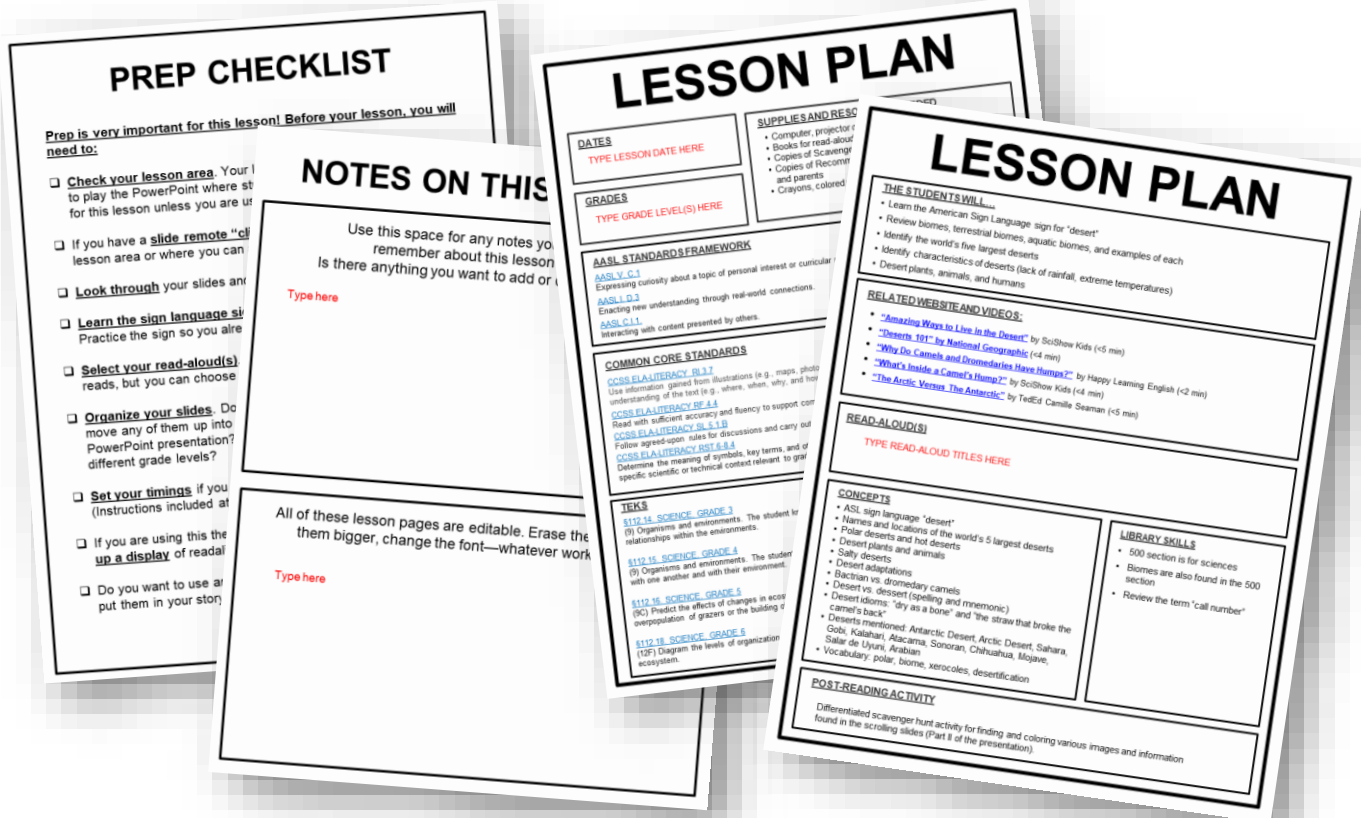 PREP CHECKLIST
Prep is very important for this lesson! Before your lesson, you will
need to:
❑ Check your lesson area. Your
to play the PowerPoint where
for this lesson unless you are
❑ If you have a slide remote
lesson area or where you can
❑ Look through your slides and
❑ Learn the sign language
Practice the sign so you
❑ Select your read-aloud(s).
reads, but you can choose
❑ Organize your slides. Do
move any of them up into
PowerPoint presentation?
different grade levels?
❑ Set your timings if you
(Instructions included
❑ If you are using this
up a display of
❑ Do you want to use
put them in your
NOTES ON THIS
Use this space for any notes
remember about this lesson
Is there anything you want to add or
Type here
All of these lesson pages are editable. Erase the
them bigger, change the font—whatever
Type here
LESSON PLAN
DATES
TYPE LESSON DATE HERE
GRADES
TYPE GRADE LEVEL(S) HERE
SUPPLIES AND
• Computer, projector
• Books for read-aloud
• Copies of
• Copies of
and parents
• Crayons, colored
AASL STANDARDS FRAMEWORK
AASL V. C.1
Expressing curiosity about a topic of personal interest or curricular
AASL I. D.3
Enacting new understanding through real-world connections.
AASL C.I.1.
Interacting with content presented by others.
COMMON CORE STANDARDS
CCSS.ELA-LITERACY. RI.3.7
Use information gained from illustrations (e.g., maps,
understanding of the text (e.g., where, when, why, and how
CCSS.ELA-LITERACY.RF.4.4
Read with sufficient accuracy and fluency to support
CCSS.ELA-LITERACY.SL.5.1.B
Follow agreed-upon rules for discussions and carry out
CCSS.ELA-LITERACY.RST.6-8.4
Determine the meaning of symbols, key terms, and
specific scientific or technical context relevant to
TEKS
§112.14. SCIENCE, GRADE 3
(9) Organisms and environments. The student
relationships within the environments.
§112.15. SCIENCE, GRADE 4
(9) Organisms and environments. The student
with one another and with their environment.
§112.16. SCIENCE, GRADE 5
(9C) Predict the effects of changes in
overpopulation of grazers or the building
§112.18. SCIENCE, GRADE 6
(12F) Diagram the levels of organization
ecosystem.
LESSON PLAN
THE STUDENTS WILL…
• Learn the American Sign Language sign for "desert"
• Review biomes, terrestrial biomes, aquatic biomes, and examples of each
• Identify the world's five largest deserts
• Identify characteristics of deserts (lack of rainfall, extreme temperatures)
• Desert plants, animals, and humans
RELATED WEBSITE AND VIDEOS:
• "Amazing Ways to Live in the Desert" by SciShow Kids (<5 min)
• "Deserts 101" by National Geographic (<4 min)
• "Why Do Camels and Dromedaries Have Humps?" by Happy Learning English (<2 min)
• "What's Inside a Camel's Hump?" by SciShow Kids (<4 min)
• "The Arctic Versus The Antarctic" by TedEd Camille Seaman (<5 min)
READ-ALOUD(S)
TYPE READ-ALOUD TITLES HERE
CONCEPTS
• ASL sign language "desert"
• Names and locations of the world's 5 largest deserts
• Polar deserts and hot deserts
• Desert plants and animals
• Salty deserts
• Desert adaptations
• Bactrian vs. dromedary camels
• Desert vs. dessert (spelling and mnemonic)
• Desert idioms: "dry as a bone" and "the straw that broke the
camel's back"
• Deserts mentioned: Antarctic Desert, Arctic Desert, Sahara,
Gobi, Kalahari, Atacama, Sonoran, Chihuahua, Mojave,
Salar de Uyuni, Arabian
• Vocabulary: polar, biome, xerocoles, desertification
LIBRARY SKILLS
• 500 section is for sciences
• Biomes are also found in the 500
section
• Review the term "call number"
POST-READING ACTIVITY
Differentiated scavenger hunt activity for finding and coloring various images and information
found in the scrolling slides (Part II of the presentation).